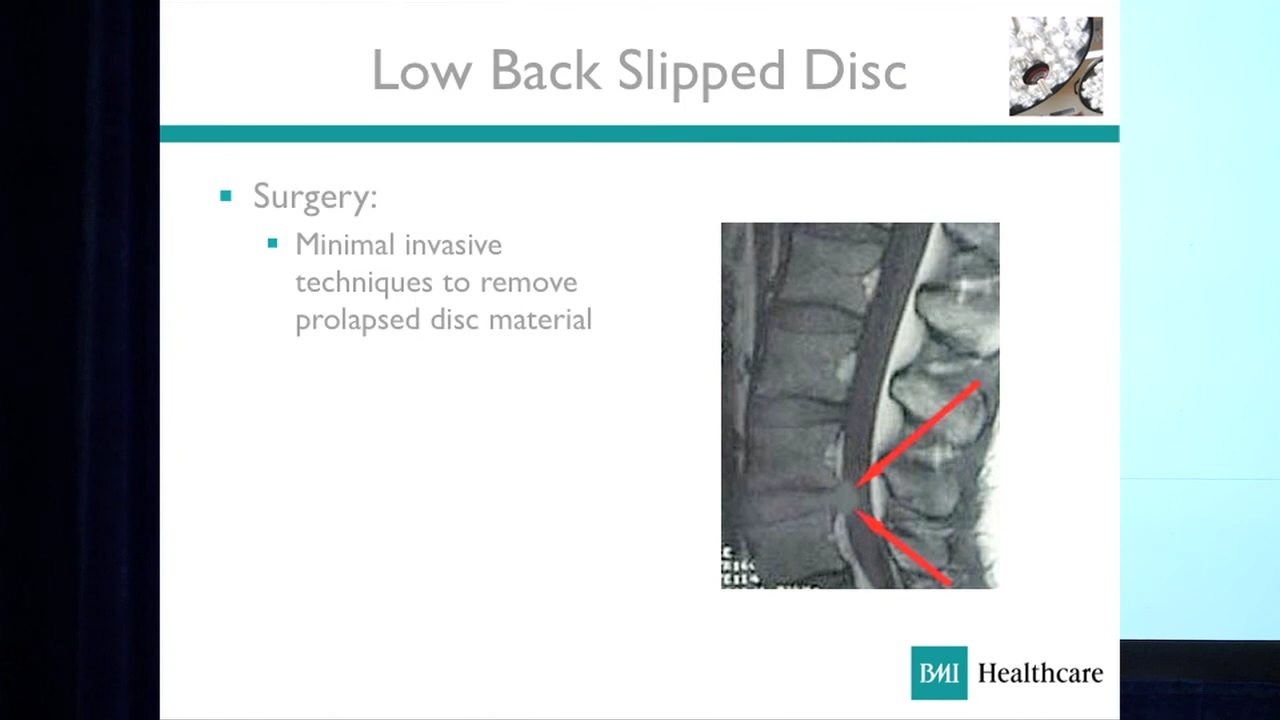 Low Back Slipped Disc
Surgery:
Minimal invasive
techniques to remove
prolapsed disc material
BMI Healthcare